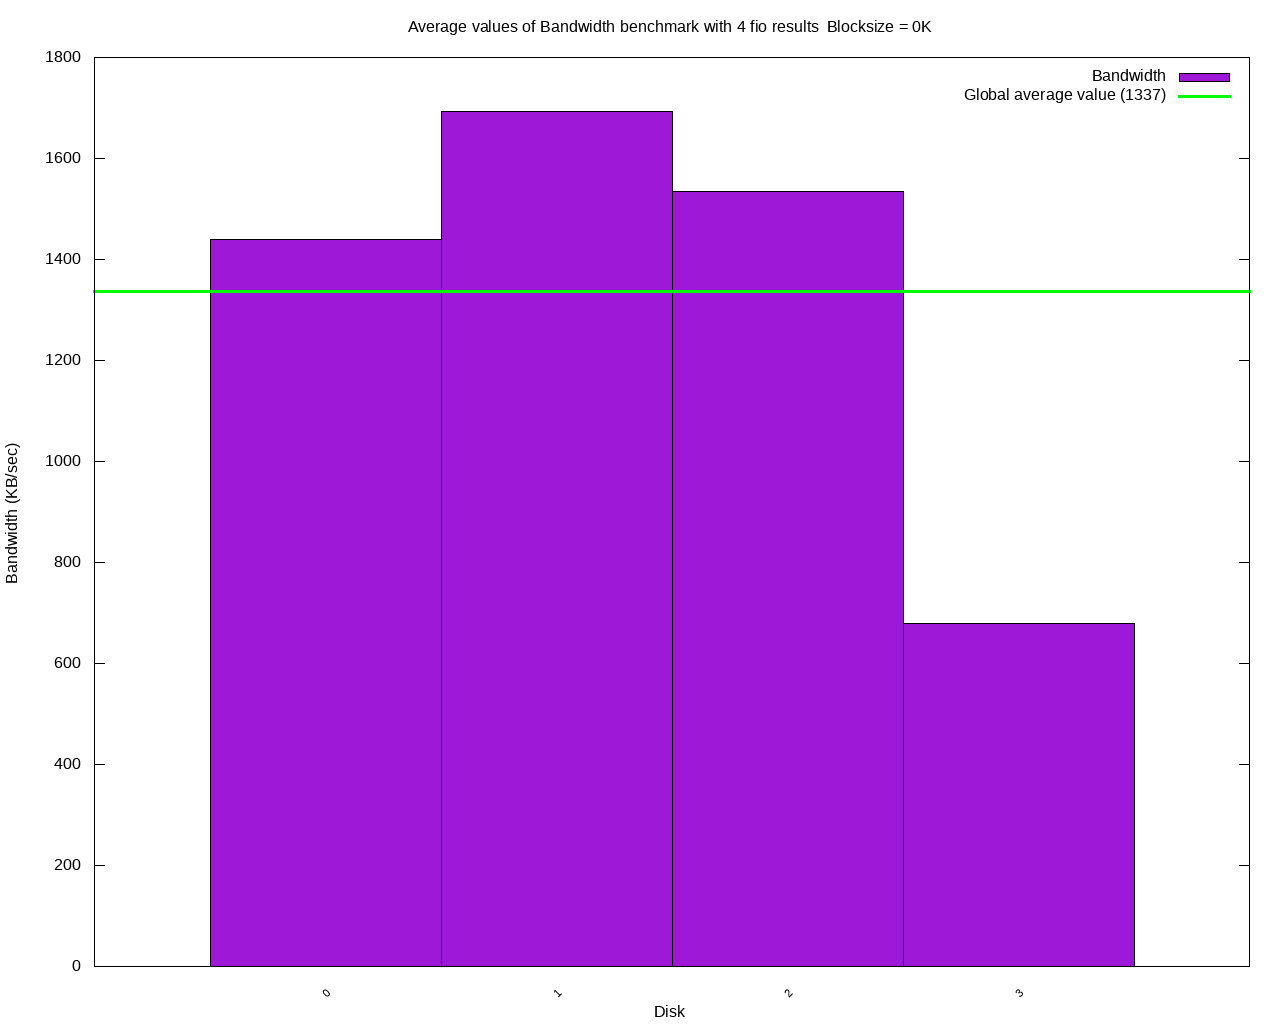 Average values of Bandwidth benchmark with 4 fio results  Blocksize = 0K
1800
1600
1400
1200
1000
800
600
400
200
0
Bandwidth
Global average value (1337)
Bandwidth (KB/sec)
0
1
2
3
Disk